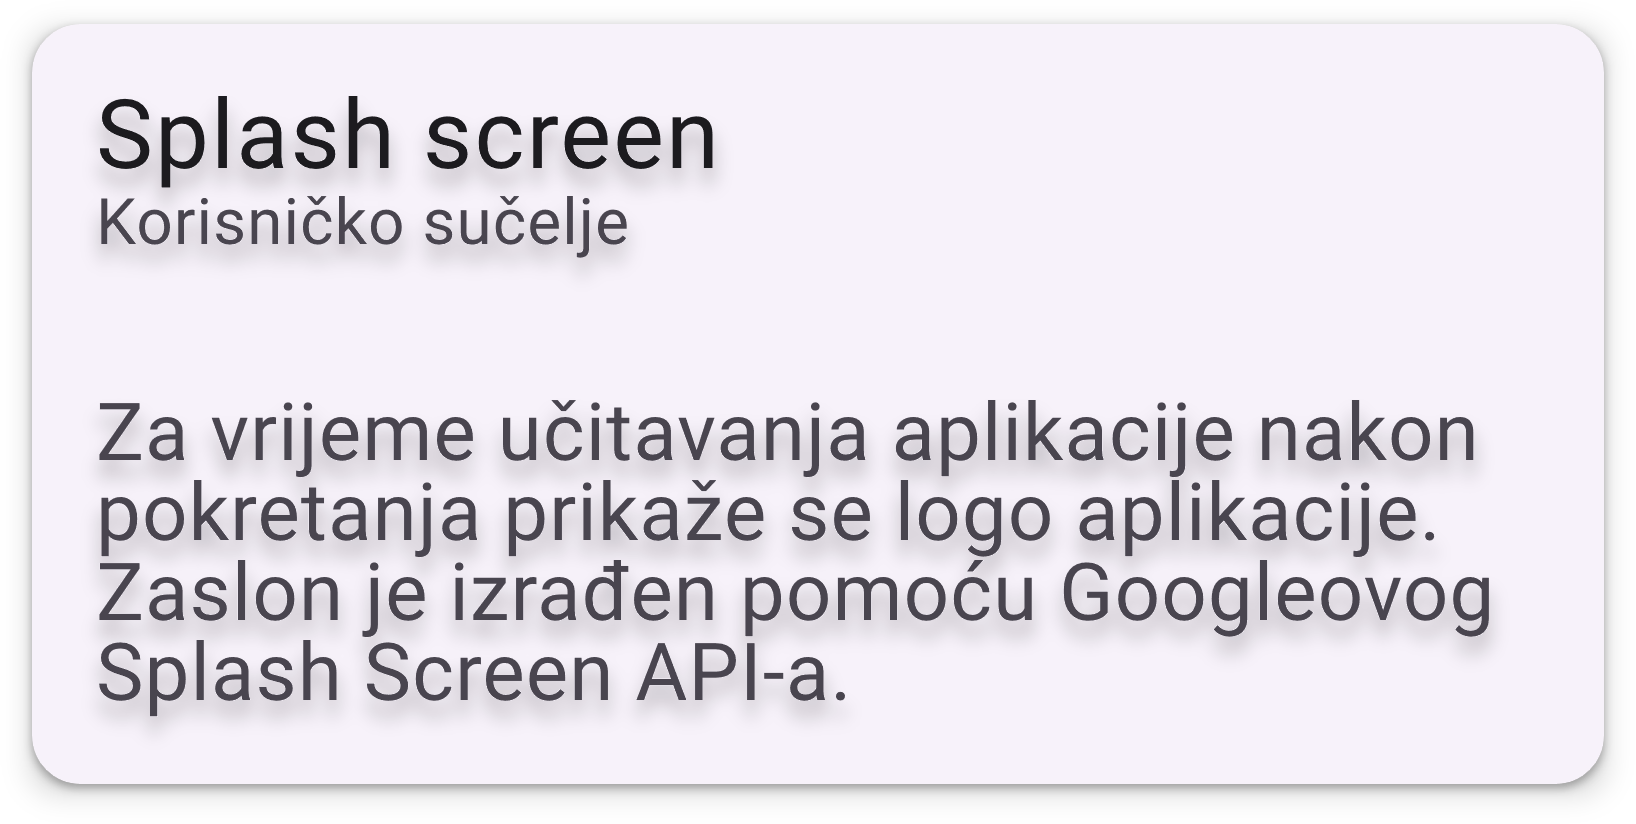 Splash screen
Korisničko sučelje
Za vrijeme učitavanja aplikacije nakon
pokretanja prikaže se logo aplikacije.
Zaslon je izrađen pomoću Googleovog
Splash Screen API-a.